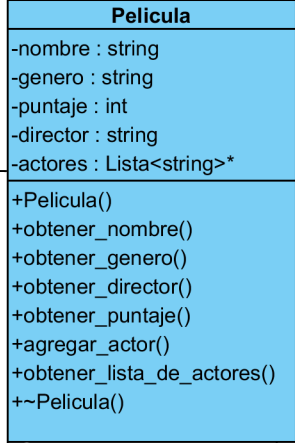 Pelicula
-nombre : string
-genero : string
-puntaje : int
-director : string
-actores : Lista<string>*
+Pelicula()
+obtener_nombre()
+obtener_genero()
+obtener_director()
+obtener_puntaje()
+agregar_actor()
+obtener_lista_de_actores()
+~Pelicula()